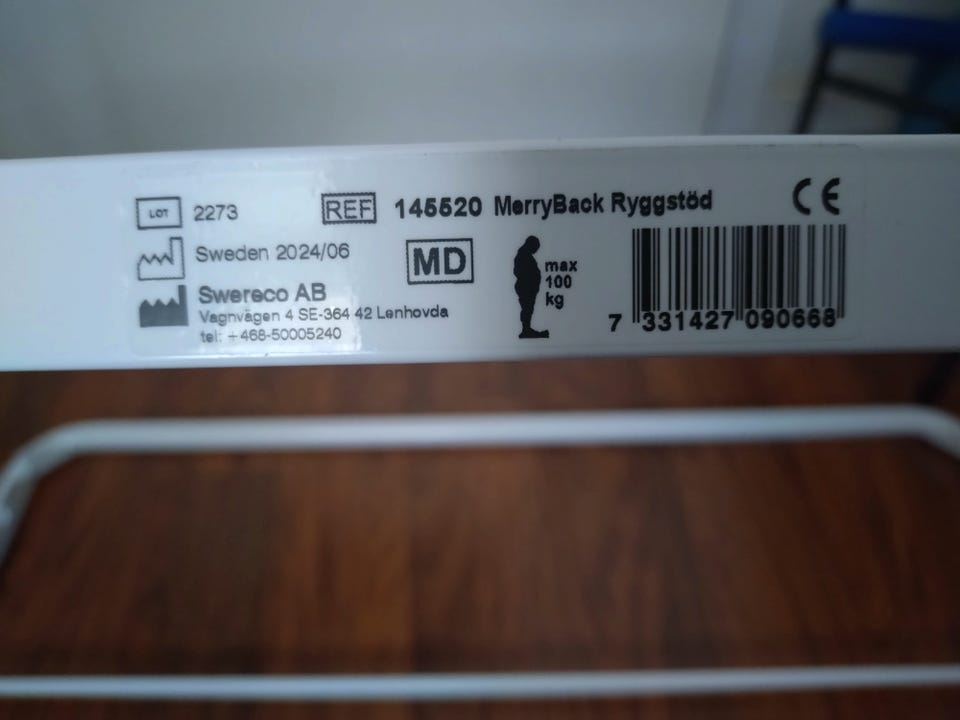 LOT 2273 REF 145520 MerryBack Ryggstöd CE
Sweden 2024/06
MD
Swereco AB
Vagnvägen 4 SE-364 42 Lenhovda
tel: +468-50005240
max
100
kg
7 331427 090668